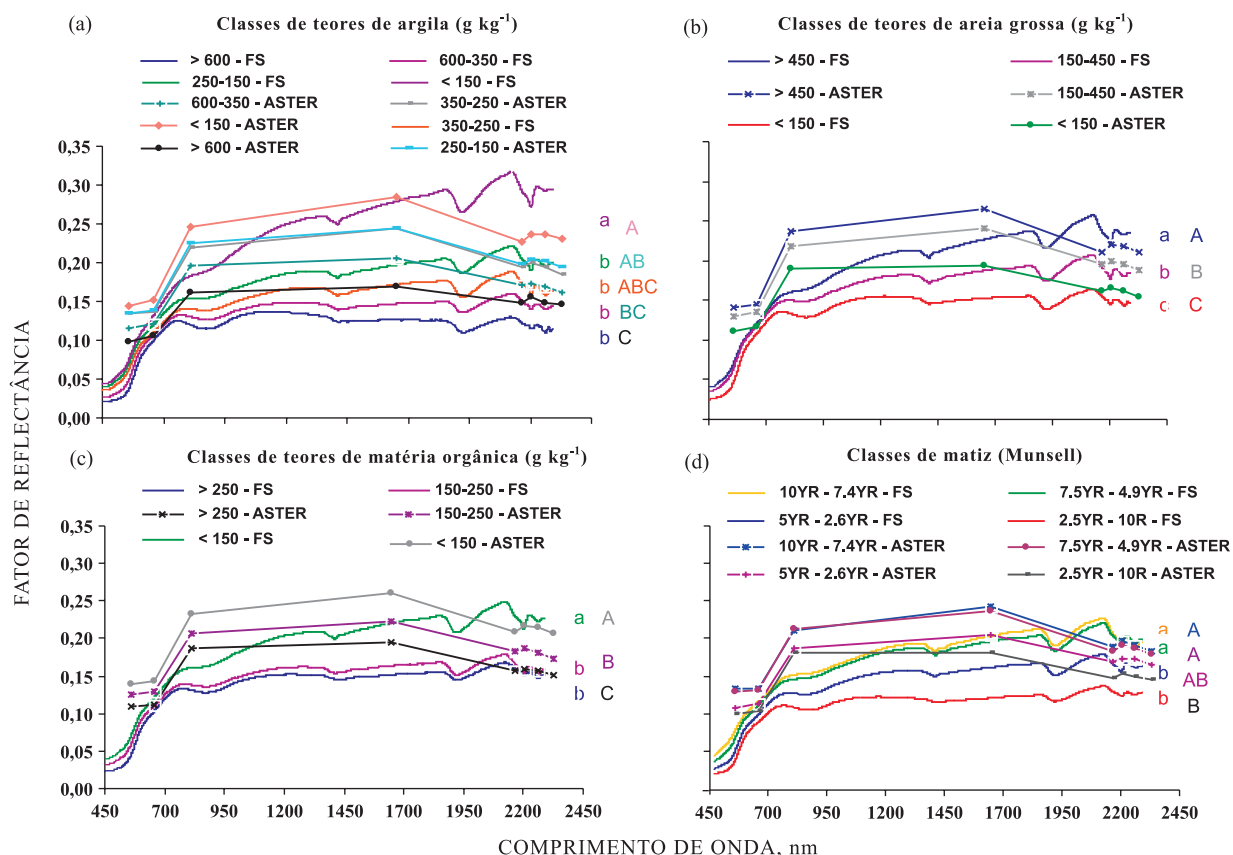 (a)
Classes de teores de argila (g kg⁻¹)
> 600 - FS
600-350 - FS
250-150 - FS
< 150 - FS
600-350 - ASTER
350-250 - ASTER
< 150 - ASTER
350-250 - FS
> 600 - ASTER
250-150 - ASTER
0,35
0,30
0,25
0,20
0,15
0,10
0,05
0,00
a A
b AB
b ABC
b BC
b C
(b)
Classes de teores de areia grossa (g kg⁻¹)
> 450 - FS
150-450 - FS
> 450 - ASTER
150-450 - ASTER
< 150 - FS
< 150 - ASTER
a A
b B
c C
FATOR DE REFLECTÂNCIA
(c)
Classes de teores de matéria orgânica (g kg⁻¹)
> 250 - FS
150-250 - FS
> 250 - ASTER
150-250 - ASTER
< 150 - FS
< 150 - ASTER
0,35
0,30
0,25
0,20
0,15
0,10
0,05
0,00
a A
b B
b C
450 700 950 1200 1450 1700 1950 2200 2450
(d)
Classes de matiz (Munsell)
10YR - 7.4YR - FS
7.5YR - 4.9YR - FS
5YR - 2.6YR - FS
2.5YR - 10R - FS
10YR - 7.4YR - ASTER
7.5YR - 4.9YR - ASTER
5YR - 2.6YR - ASTER
2.5YR - 10R - ASTER
a A
a A
b AB
b B
450 700 950 1200 1450 1700 1950 2200 2450
COMPRIMENTO DE ONDA, nm